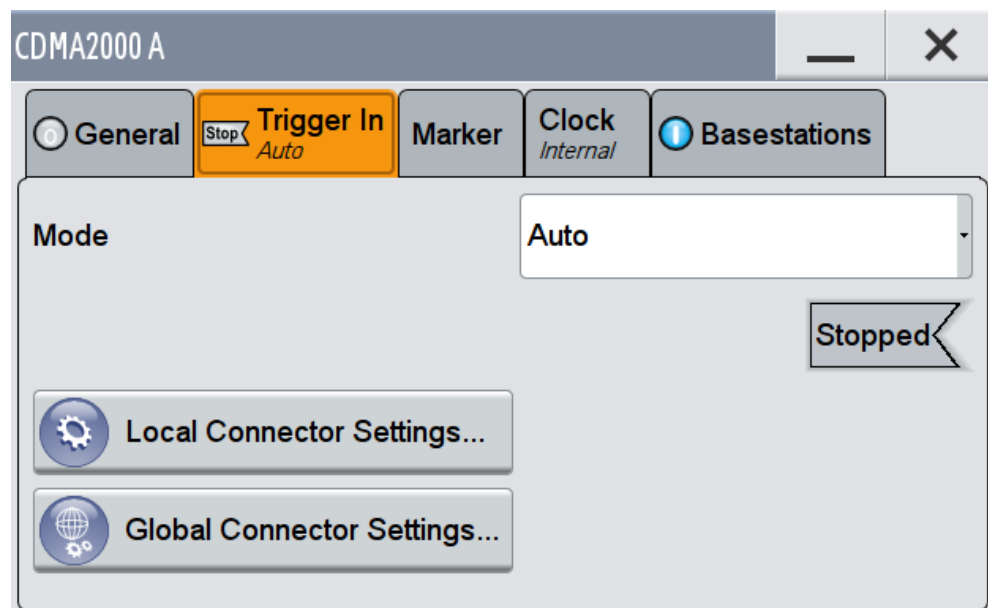 CDMA2000 A
General
Stop
Trigger In
Auto
Marker
Clock
Internal
Basestations
Mode
Auto
Stopped
Local Connector Settings...
Global Connector Settings...